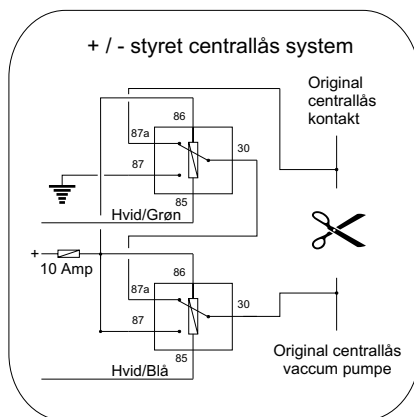 + / - styret centrallås system
Original
centrallås
kontakt
86
87a
87
30
85
Hvid/Grøn
+
10 Amp
86
87a
87
30
85
Hvid/Blå
Original centrallås
vaccum pumpe